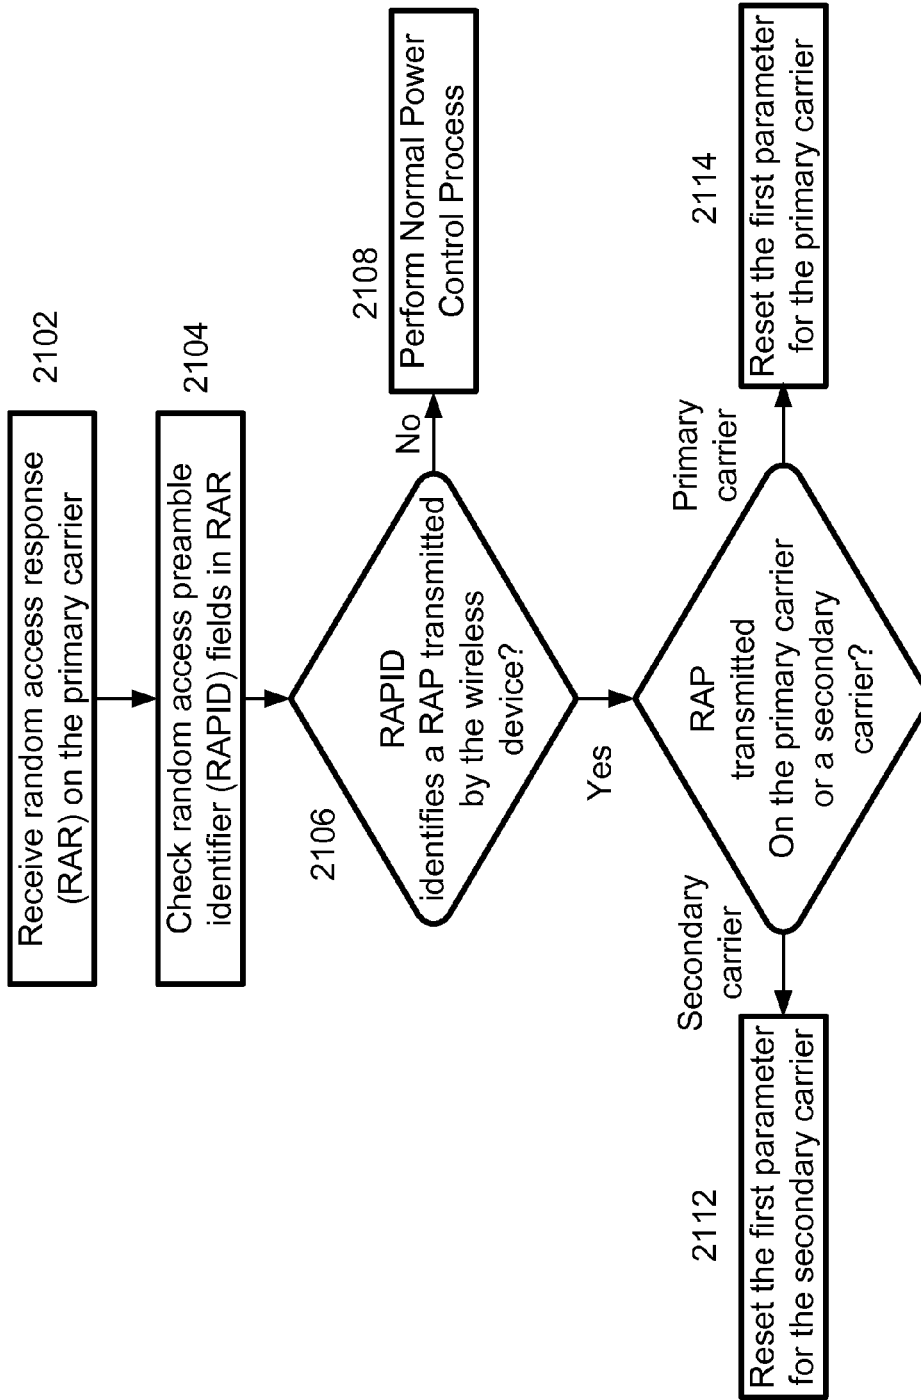 Receive random access response
(RAR) on the primary carrier
2102
Check random access preamble
identifier (RAPID) fields in RAR
2104
2106
RAPID
identifies a RAP transmitted
by the wireless
device?
No
2108
Perform Normal Power
Control Process
Yes
RAP
transmitted
On the primary carrier
or a secondary
carrier?
Secondary
carrier
2112
Reset the first parameter
for the secondary carrier
Primary
carrier
2114
Reset the first parameter
for the primary carrier